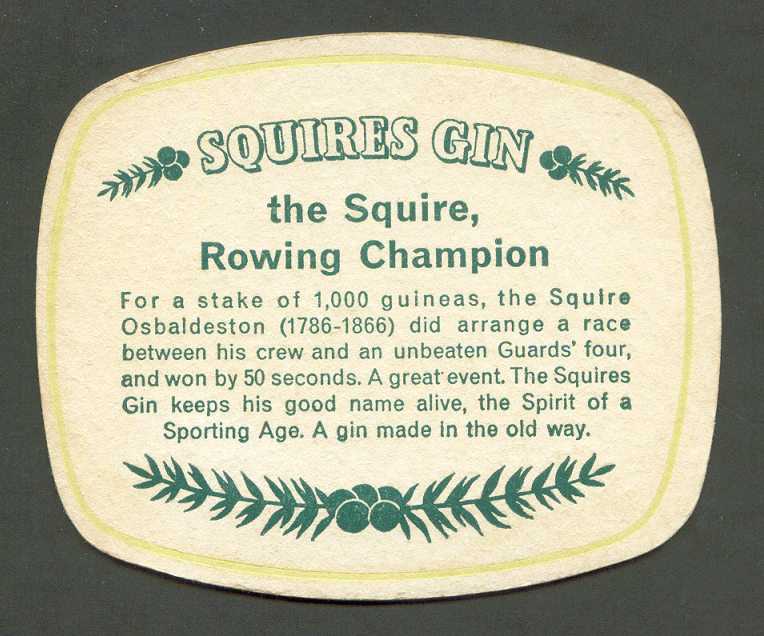 SQUIRES GIN
the Squire,
Rowing Champion
For a stake of 1,000 guineas, the Squire
Osbaldeston (1786-1866) did arrange a race
between his crew and an unbeaten Guards' four,
and won by 50 seconds. A great event. The Squires
Gin keeps his good name alive, the Spirit of a
Sporting Age. A gin made in the old way.